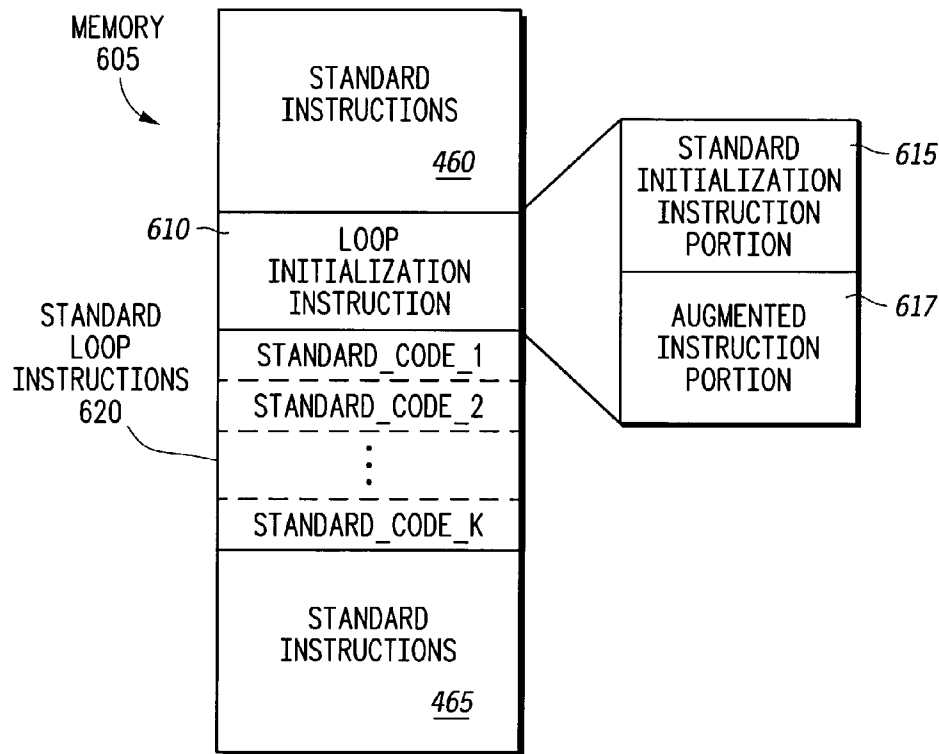 MEMORY
605
STANDARD
INSTRUCTIONS
460
610
LOOP
INITIALIZATION
INSTRUCTION
STANDARD
INITIALIZATION
INSTRUCTION
PORTION
615
AUGMENTED
INSTRUCTION
PORTION
617
STANDARD
LOOP
INSTRUCTIONS
620
STANDARD_CODE_1
STANDARD_CODE_2
STANDARD_CODE_K
STANDARD
INSTRUCTIONS
465